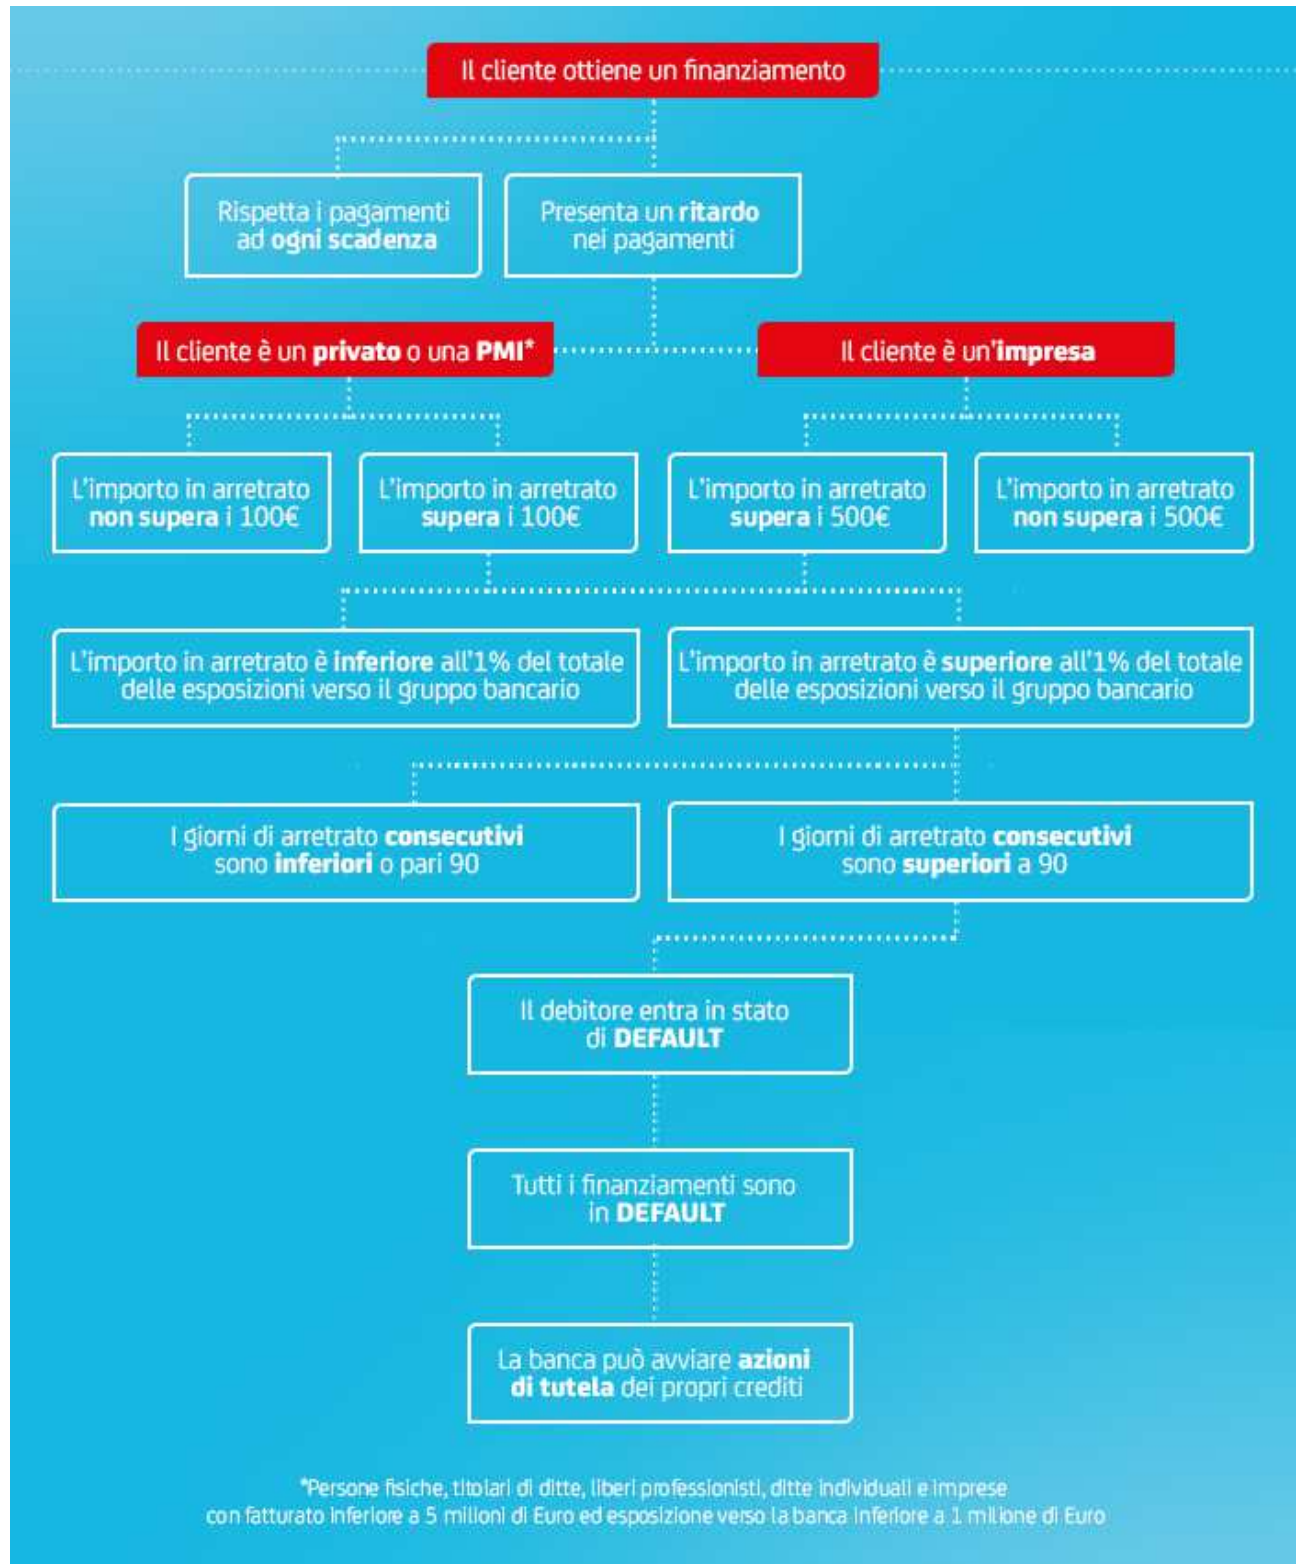 Il cliente ottiene un finanziamento
Rispetta i pagamenti
ad ogni scadenza
Presenta un ritardo
nei pagamenti
Il cliente è un privato o una PMI*
Il cliente è un'impresa
L'importo in arretrato
non supera i 100€
L'importo in arretrato
supera i 100€
L'importo in arretrato
supera i 500€
L'importo in arretrato
non supera i 500€
L'importo in arretrato è inferiore all'1% del totale
delle esposizioni verso il gruppo bancario
L'importo in arretrato è superiore all'1% del totale
delle esposizioni verso il gruppo bancario
I giorni di arretrato consecutivi
sono inferiori o pari 90
I giorni di arretrato consecutivi
sono superiori a 90
Il debitore entra in stato
di DEFAULT
Tutti i finanziamenti sono
in DEFAULT
La banca può avviare azioni
di tutela dei propri crediti
*Persone fisiche, titolari di ditte, liberi professionisti, ditte individuali e imprese
con fatturato inferiore a 5 milioni di Euro ed esposizione verso la banca inferiore a 1 milione di Euro